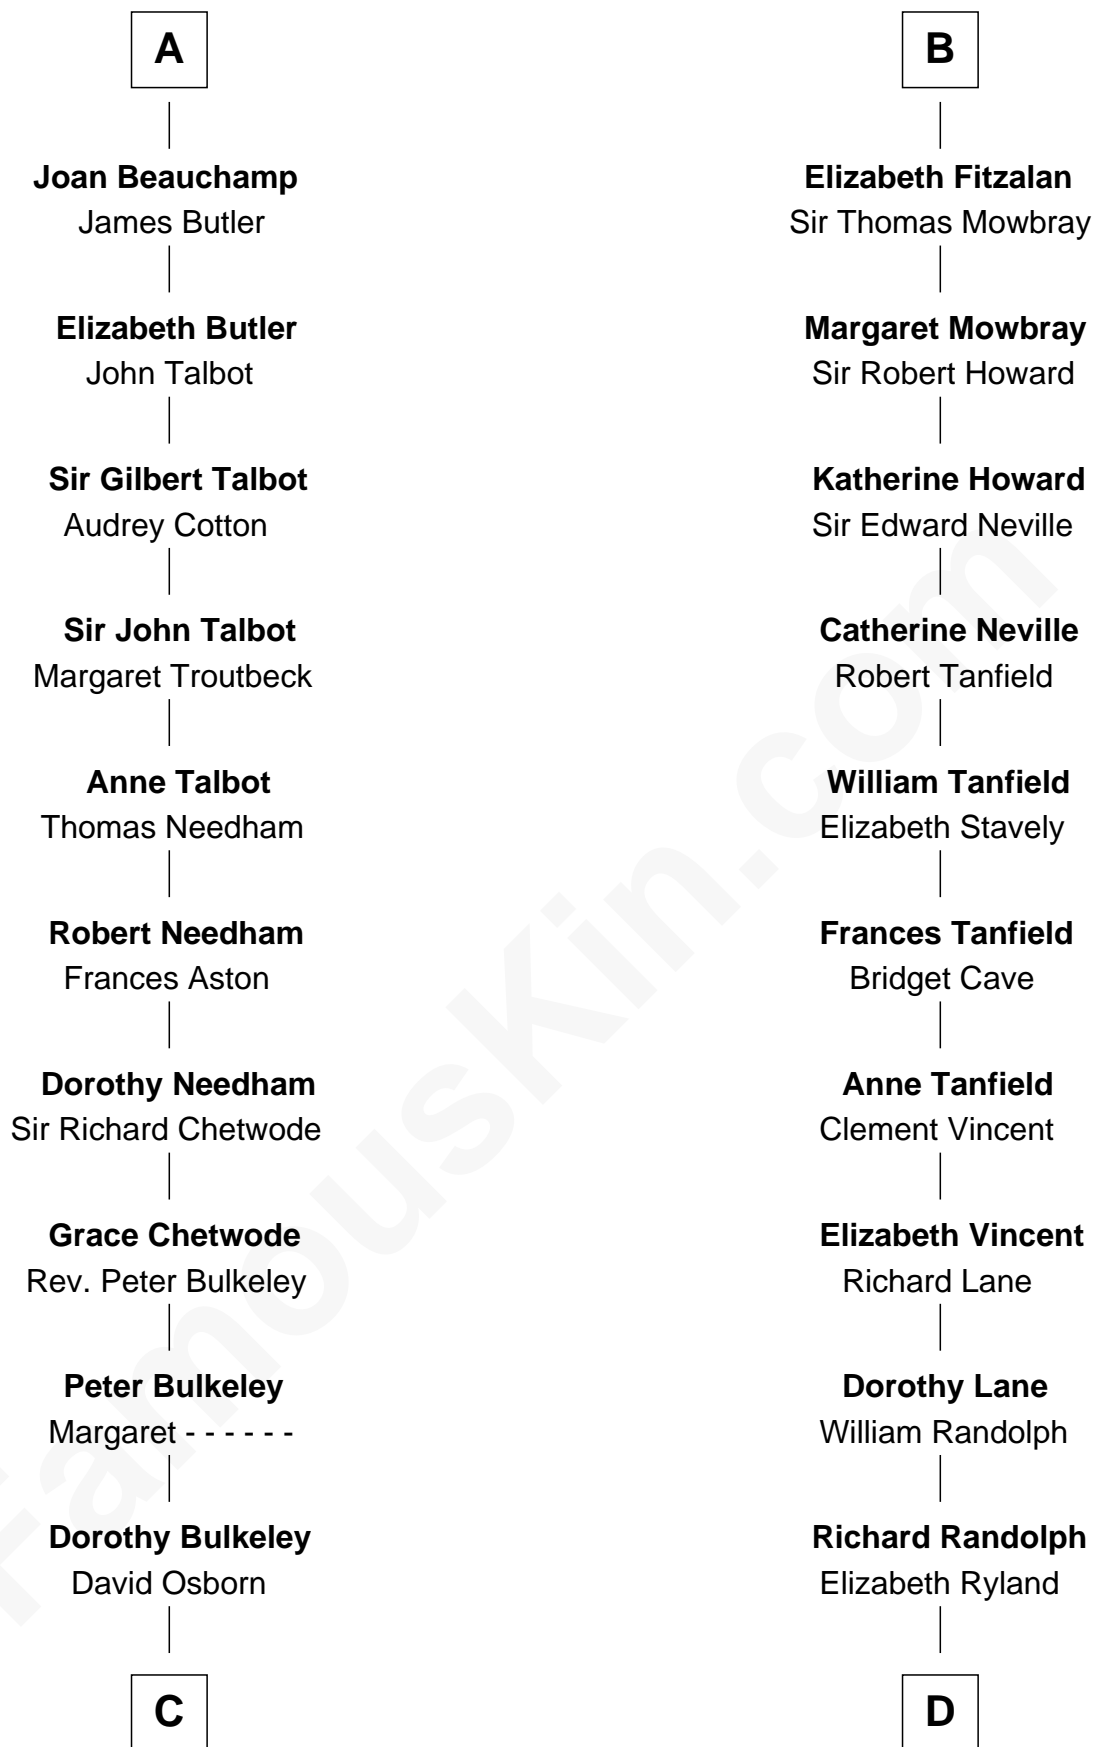 A
Joan Beauchamp
James Butler
Elizabeth Butler
John Talbot
Sir Gilbert Talbot
Audrey Cotton
Sir John Talbot
Margaret Troutbeck
Anne Talbot
Thomas Needham
Robert Needham
Frances Aston
Dorothy Needham
Sir Richard Chetwode
Grace Chetwode
Rev. Peter Bulkeley
Peter Bulkeley
Margaret - - - - - -
Dorothy Bulkeley
David Osborn
C
B
Elizabeth Fitzalan
Sir Thomas Mowbray
Margaret Mowbray
Sir Robert Howard
Katherine Howard
Sir Edward Neville
Catherine Neville
Robert Tanfield
William Tanfield
Elizabeth Stavely
Frances Tanfield
Bridget Cave
Anne Tanfield
Clement Vincent
Elizabeth Vincent
Richard Lane
Dorothy Lane
William Randolph
Richard Randolph
Elizabeth Ryland
D
FamousKin.com